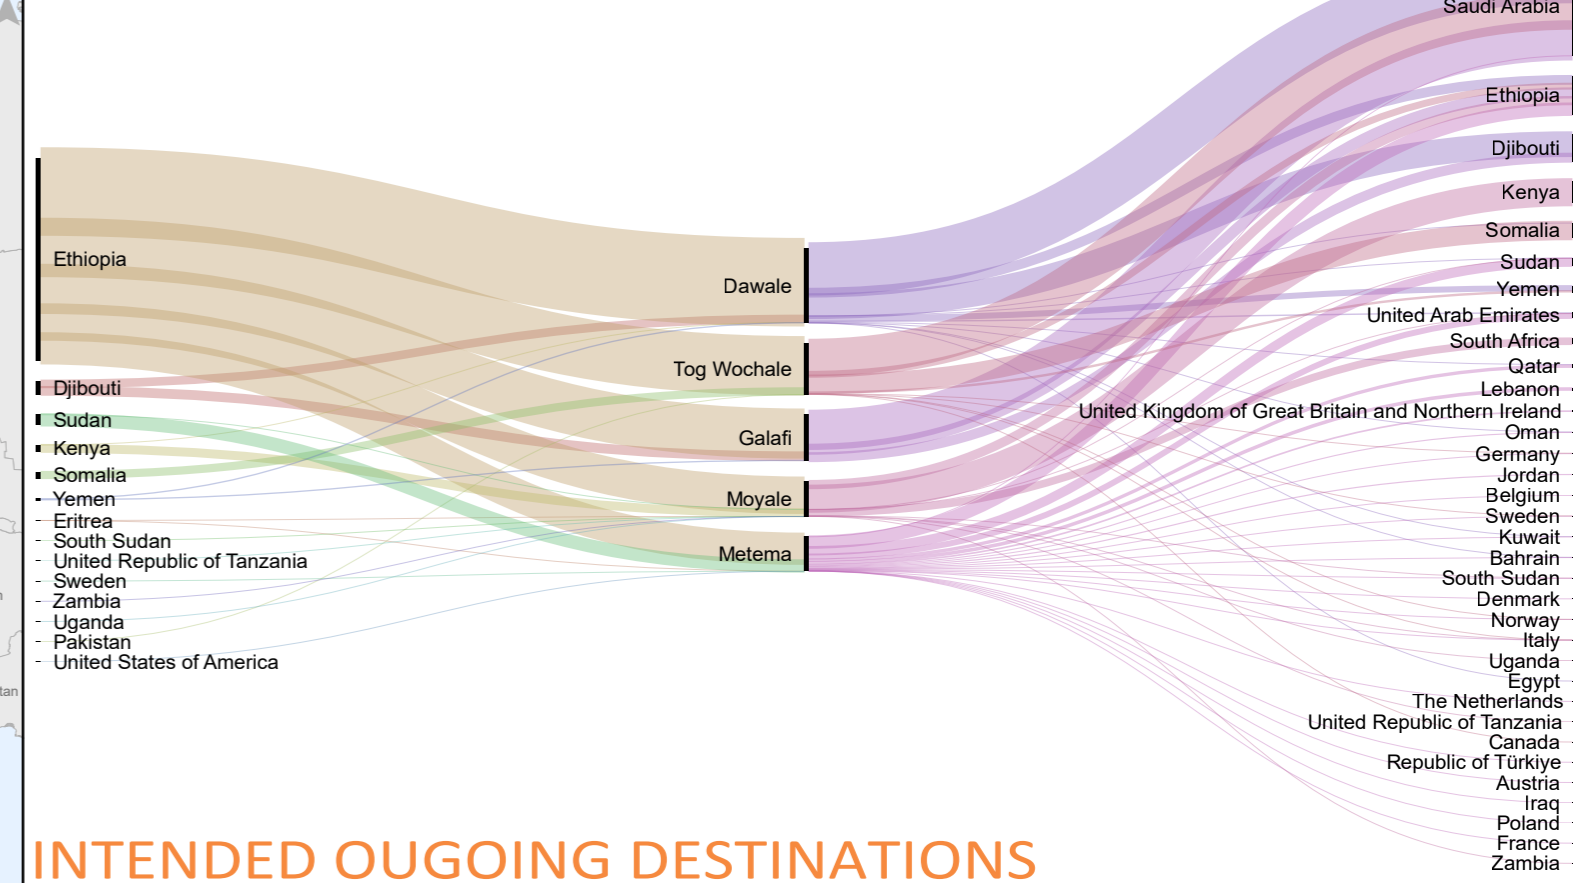 Ethiopia
Djibouti
Sudan
Kenya
Somalia
Yemen
Eritrea
South Sudan
United Republic of Tanzania
Sweden
Zambia
Uganda
Pakistan
United States of America
Dawale
Tog Wochale
Galafi
Moyale
Metema
Saudi Arabia
Ethiopia
Djibouti
Kenya
Somalia
Sudan
Yemen
United Arab Emirates
South Africa
Qatar
Lebanon
United Kingdom of Great Britain and Northern Ireland
Oman
Germany
Jordan
Belgium
Sweden
Kuwait
Bahrain
South Sudan
Denmark
Norway
Italy
Uganda
Egypt
The Netherlands
United Republic of Tanzania
Canada
Republic of Türkiye
Austria
Iraq
Poland
France
Zambia
INTENDED OUGOING DESTINATIONS